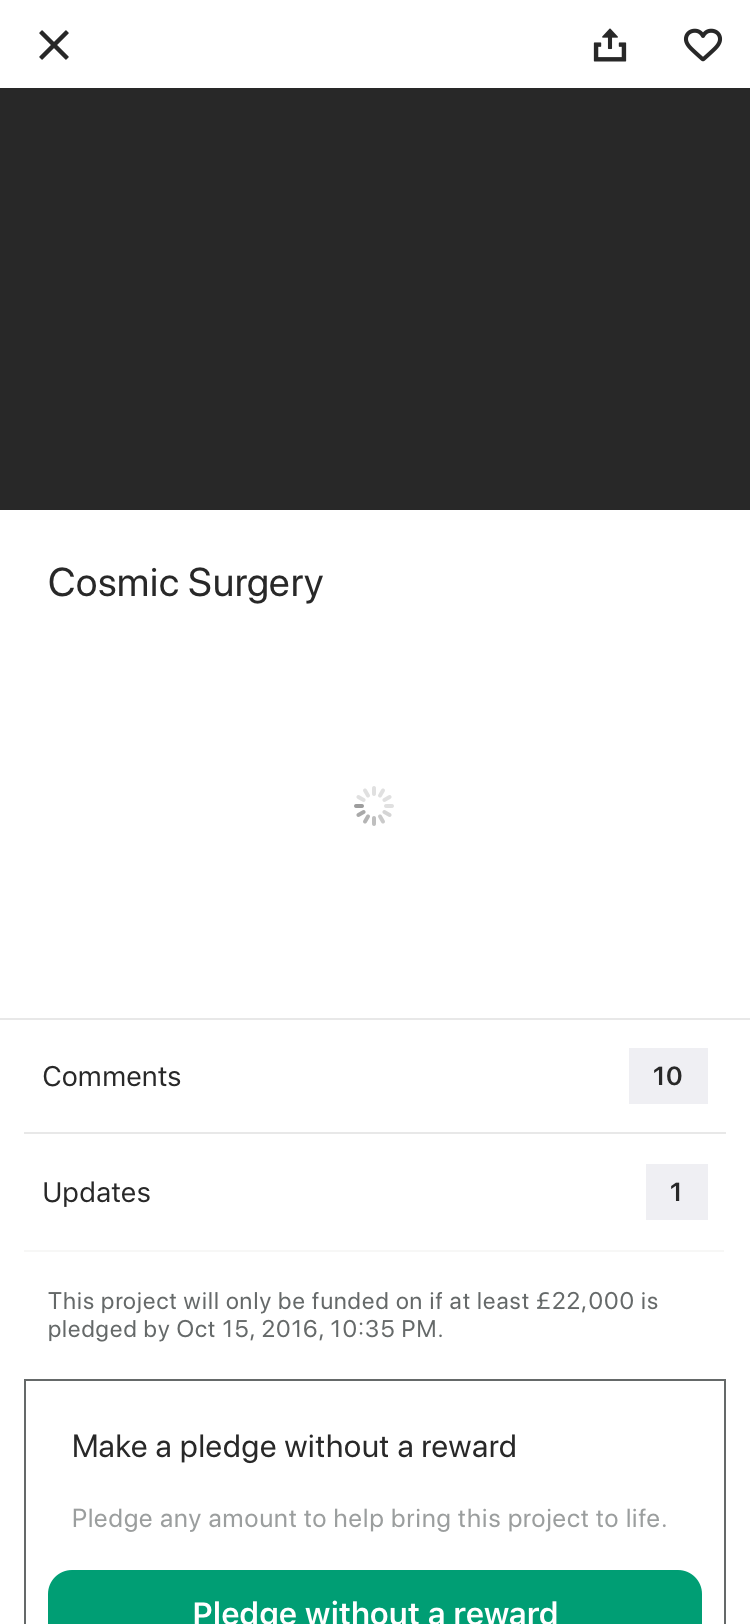 Cosmic Surgery
Comments
10
Updates
1
This project will only be funded on if at least £22,000 is
pledged by Oct 15, 2016, 10:35 PM.
Make a pledge without a reward
Pledge any amount to help bring this project to life.
Pledge without a reward